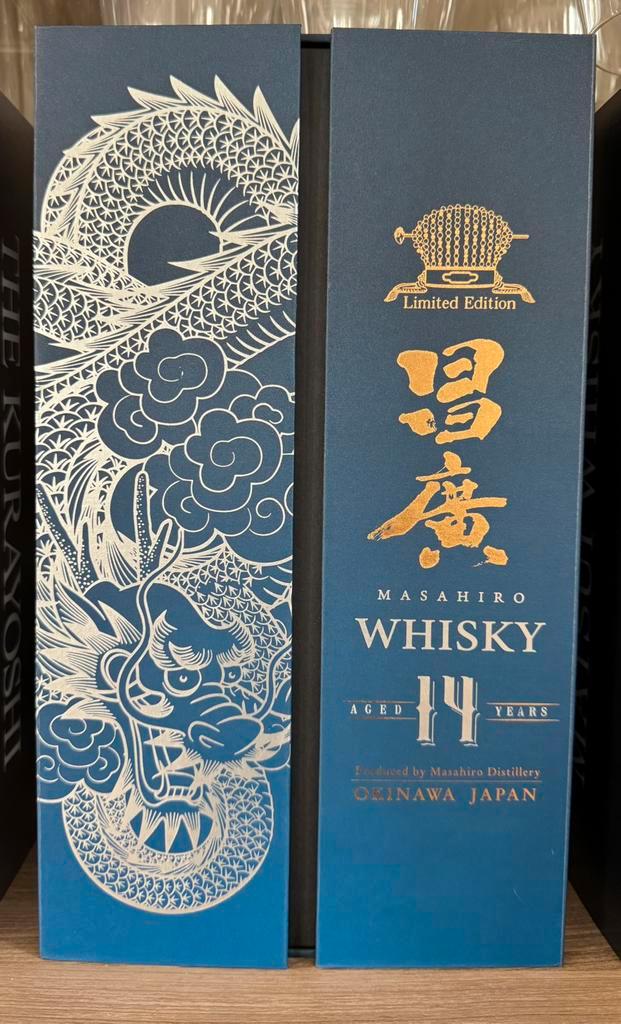 Limited Edition
昌
廣
MASAHIRO
WHISKY
AGED 14 YEARS
Produced by Masahiro Distillery
OKINAWA JAPAN
THE KURAYOSHI